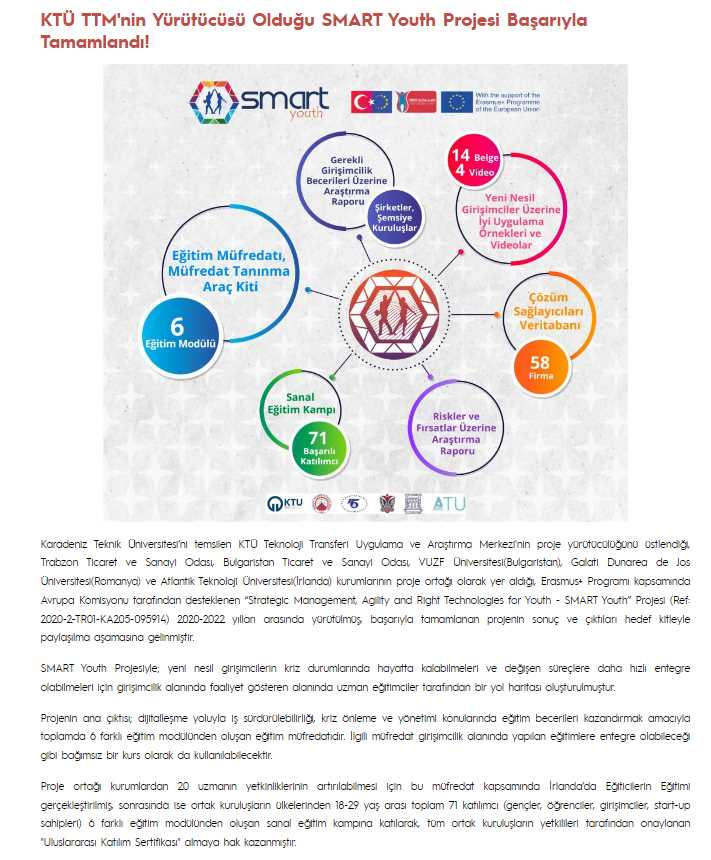 KTÜ TTM'nin Yürütücüsü Olduğu SMART Youth Projesi Başarıyla
Tamamlandı!
smart
youth
With the support of the
Erasmus+ Programme
of the European Union
Gerekli
Girişimcilik
Becerileri Üzerine
Araştırma
Raporu
Şirketler,
Şemsiye
Kuruluşlar
14 Belge
4 Video
Yeni Nesil
Girişimciler Üzerine
İyi Uygulama
Örnekleri ve
Videolar
Eğitim Müfredatı,
Müfredat Tanınma
Araç Kiti
6
Eğitim Modülü
Çözüm
Sağlayıcıları
Veritabanı
58
Firma
Sanal
Eğitim Kampı
71
Başarılı
Katılımcı
Riskler ve
Fırsatlar Üzerine
Araştırma
Raporu
KTU
ATU
Karadeniz Teknik Üniversitesi'ni temsilen KTÜ Teknoloji Transferi Uygulama ve Araştırma Merkezi'nin proje yürütücülüğünü üstlendiği,
Trabzon Ticaret ve Sanayi Odası, Bulgaristan Ticaret ve Sanayi Odası, VUZF Üniversitesi(Bulgaristan), Galati Dunarea de Jos
Üniversitesi(Romanya) ve Atlantik Teknoloji Üniversitesi(İrlanda) kurumlarının proje ortağı olarak yer aldığı, Erasmus+ Programı kapsamında
Avrupa Komisyonu tarafından desteklenen “Strategic Management, Agility and Right Technologies for Youth - SMART Youth” Projesi (Ref:
2020-2-TR01-KA205-095914) 2020-2022 yılları arasında yürütülmüş, başarıyla tamamlanan projenin sonuç ve çıktıları hedef kitleyle
paylaşılma aşamasına gelinmiştir.
SMART Youth Projesiyle; yeni nesil girişimcilerin kriz durumlarında hayatta kalabilmeleri ve değişen süreçlere daha hızlı entegre
olabilmeleri için girişimcilik alanında faaliyet gösteren alanında uzman eğitimciler tarafından bir yol haritası oluşturulmuştur.
Projenin ana çıktısı; dijitalleşme yoluyla iş sürdürülebilirliği, kriz önleme ve yönetimi konularında eğitim becerileri kazandırmak amacıyla
toplamda 6 farklı eğitim modülünden oluşan eğitim müfredatıdır. İlgili müfredat girişimcilik alanında yapılan eğitimlere entegre olabileceği
gibi bağımsız bir kurs olarak da kullanılabilecektir.
Proje ortağı kurumlardan 20 uzmanın yetkinliklerinin artırılabilmesi için bu müfredat kapsamında İrlanda'da Eğiticilerin Eğitimi
gerçekleştirilmiş, sonrasında ise ortak kuruluşların ülkelerinden 18-29 yaş arası toplam 71 katılımcı (gençler, öğrenciler, girişimciler, start-up
sahipleri) 6 farklı eğitim modülünden oluşan sanal eğitim kampına katılarak, tüm ortak kuruluşların yetkilileri tarafından onaylanan
"Uluslararası Katılım Sertifikası" almaya hak kazanmıştır.